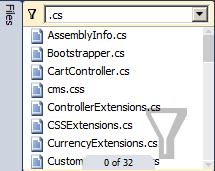 Files
.cs
AssemblyInfo.cs
Bootstrapper.cs
CartController.cs
cms.css
ControllerExtensions.cs
CSSExtensions.cs
CurrencyExtensions.cs
Custom
0 of 32